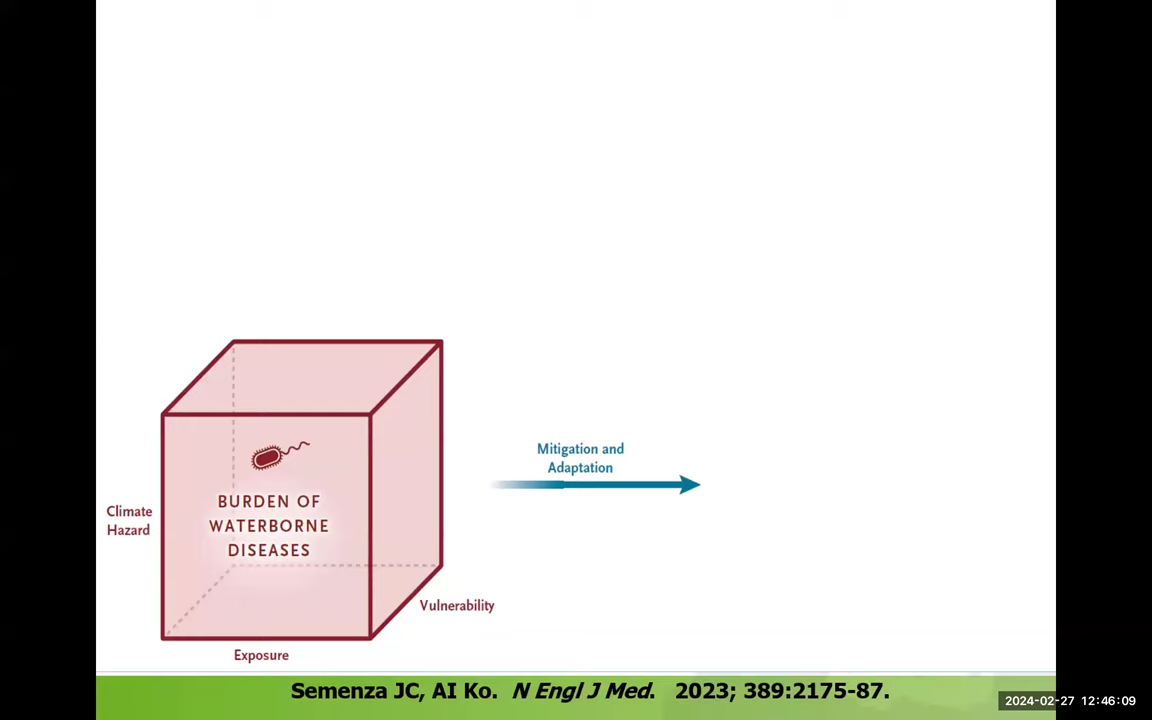 Mitigation and
Adaptation
BURDEN OF
WATERBORNE
DISEASES
Climate
Hazard
Vulnerability
Exposure
Semenza JC, AI Ko. N Engl J Med. 2023; 389:2175-87.
2024-02-27 12:46:09